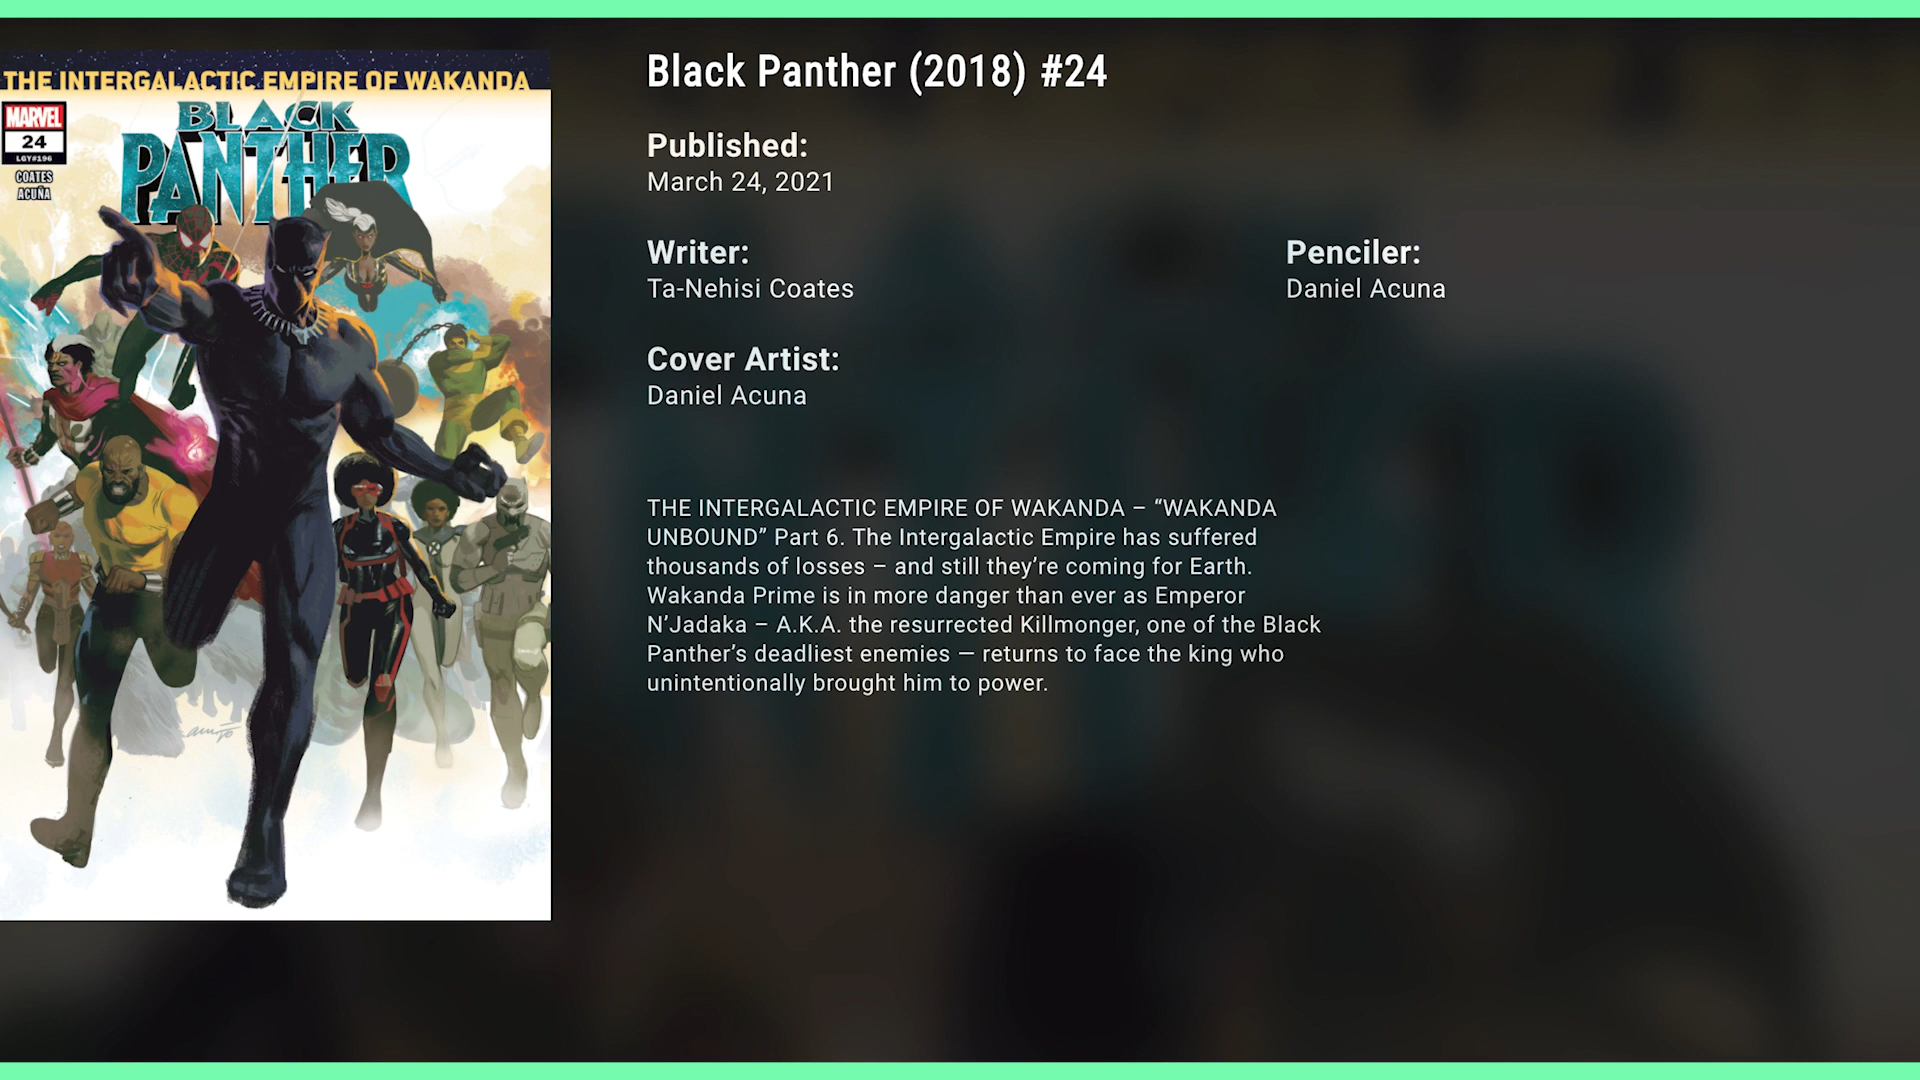 THE INTERGALACTIC EMPIRE OF WAKANDA
MARVEL
24
LGY#196
COATES
ACUÑA
BLACK
PANTHER
Black Panther (2018) #24
Published:
March 24, 2021
Writer:
Ta-Nehisi Coates
Penciler:
Daniel Acuna
Cover Artist:
Daniel Acuna
THE INTERGALACTIC EMPIRE OF WAKANDA – “WAKANDA
UNBOUND” Part 6. The Intergalactic Empire has suffered
thousands of losses – and still they’re coming for Earth.
Wakanda Prime is in more danger than ever as Emperor
N’Jadaka – A.K.A. the resurrected Killmonger, one of the Black
Panther’s deadliest enemies — returns to face the king who
unintentionally brought him to power.